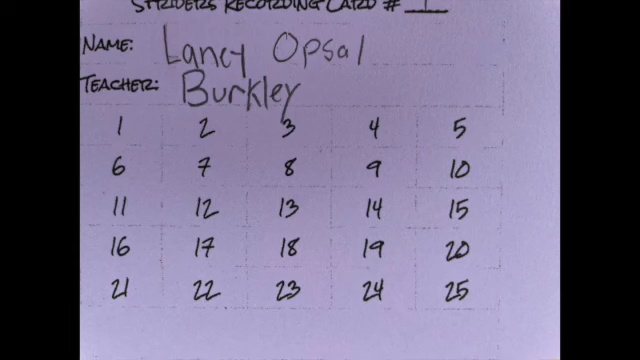 STRIDERS RECORDING CARD # 1
NAME: Lancy Opsal
TEACHER: Burkley
1 2 3 4 5
6 7 8 9 10
11 12 13 14 15
16 17 18 19 20
21 22 23 24 25